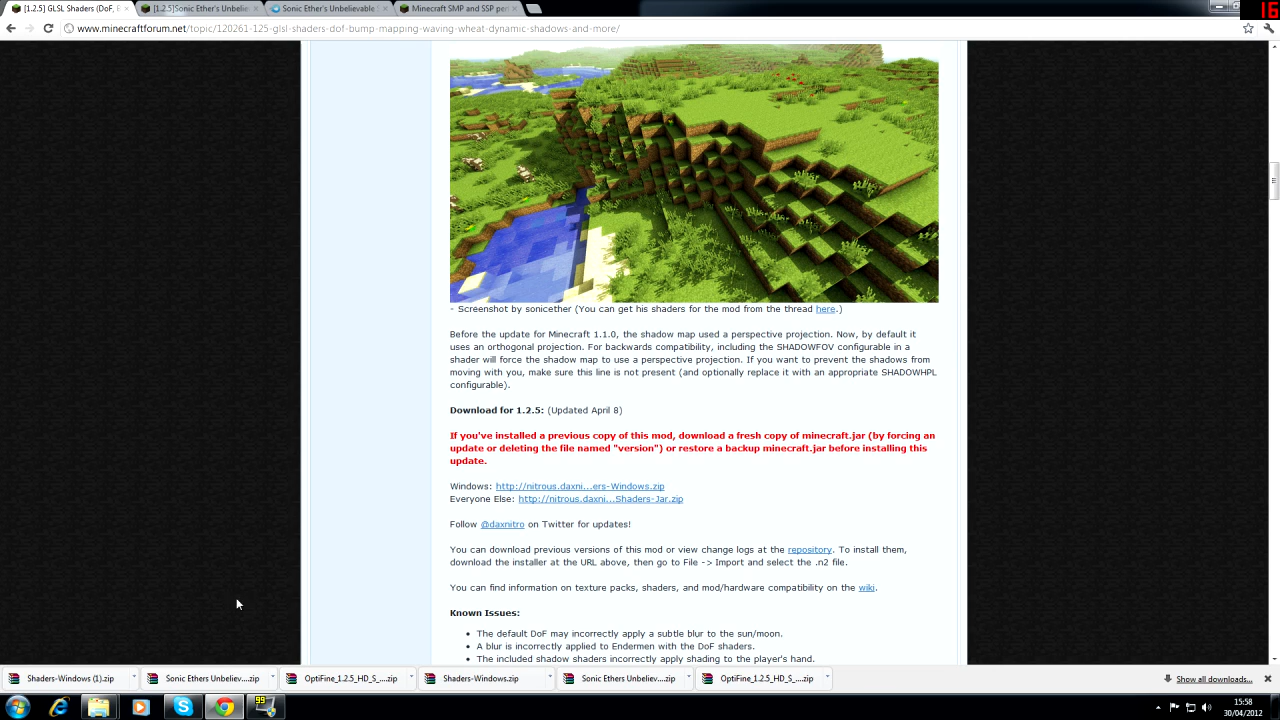 [1.2.5] GLSL Shaders (DoF, B
[1.2.5]Sonic Ether's Unbeliev
Sonic Ether's Unbelievable S
Minecraft SMP and SSP per
16
www.minecraftforum.net/topic/120261-125-glsl-shaders-dof-bump-mapping-waving-wheat-dynamic-shadows-and-more/
- Screenshot by sonicether (You can get his shaders for the mod from the thread here.)
Before the update for Minecraft 1.1.0, the shadow map used a perspective projection. Now, by default it
uses an orthogonal projection. For backwards compatibility, including the SHADOWFOV configurable in a
shader will force the shadow map to use a perspective projection. If you want to prevent the shadows from
moving with you, make sure this line is not present (and optionally replace it with an appropriate SHADOWHPL
configurable).
Download for 1.2.5: (Updated April 8)
If you've installed a previous copy of this mod, download a fresh copy of minecraft.jar (by forcing an
update or deleting the file named "version") or restore a backup minecraft.jar before installing this
update.
Windows: http://nitrous.daxni...ers-Windows.zip
Everyone Else: http://nitrous.daxni...Shaders-Jar.zip
Follow @daxnitro on Twitter for updates!
You can download previous versions of this mod or view change logs at the repository. To install them,
download the installer at the URL above, then go to File -> Import and select the .n2 file.
You can find information on texture packs, shaders, and mod/hardware compatibility on the wiki.
Known Issues:
• The default DoF may incorrectly apply a subtle blur to the sun/moon.
• A blur is incorrectly applied to Endermen with the DoF shaders.
• The included shadow shaders incorrectly apply shading to the player's hand.
Shaders-Windows (1).zip
Sonic Ethers Unbeliev....zip
OptiFine_1.2.5_HD_S_....zip
Shaders-Windows.zip
Sonic Ethers Unbeliev....zip
OptiFine_1.2.5_HD_S_....zip
Show all downloads...
99
15:58
30/04/2012